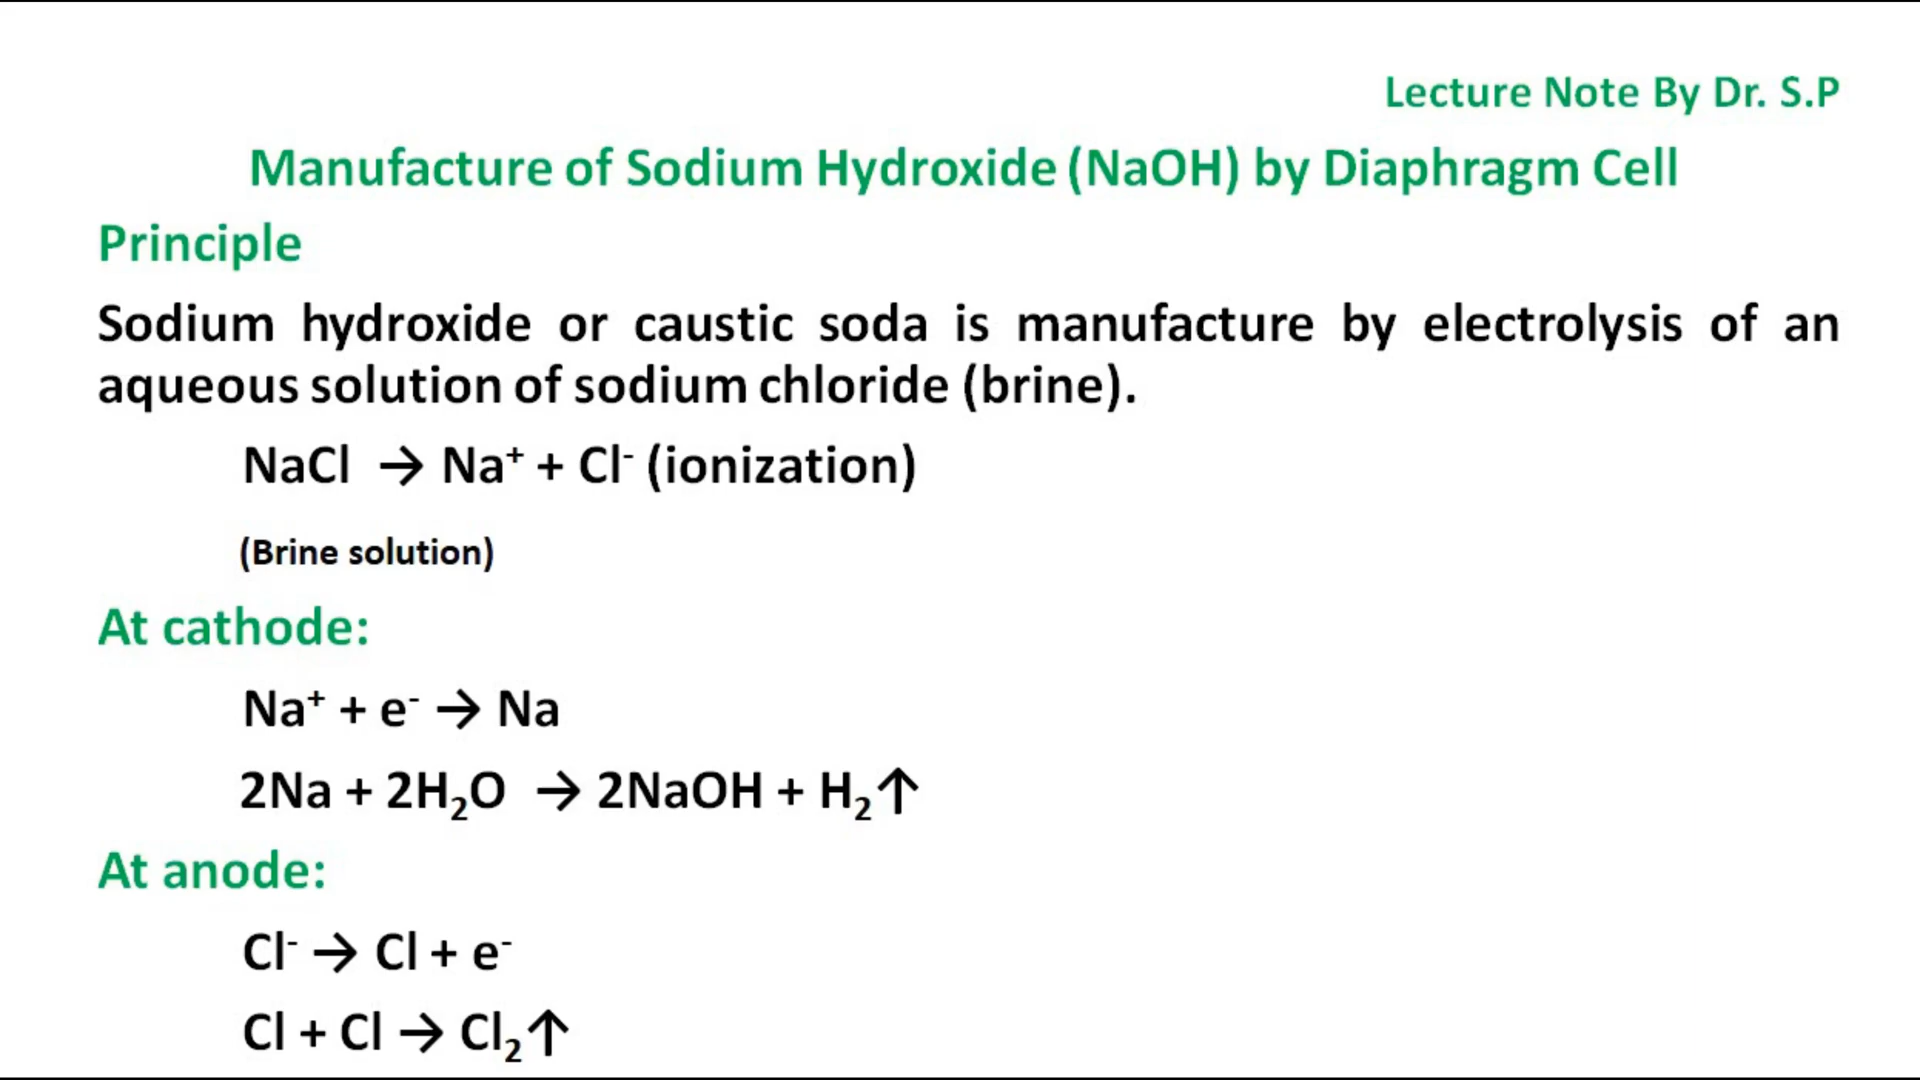 Lecture Note By Dr. S.P
Manufacture of Sodium Hydroxide (NaOH) by Diaphragm Cell
Principle
Sodium hydroxide or caustic soda is manufacture by electrolysis of an
aqueous solution of sodium chloride (brine).
NaCl → Na⁺ + Cl⁻ (ionization)
(Brine solution)
At cathode:
Na⁺ + e⁻ → Na
2Na + 2H₂O → 2NaOH + H₂↑
At anode:
Cl⁻ → Cl + e⁻
Cl + Cl → Cl₂↑